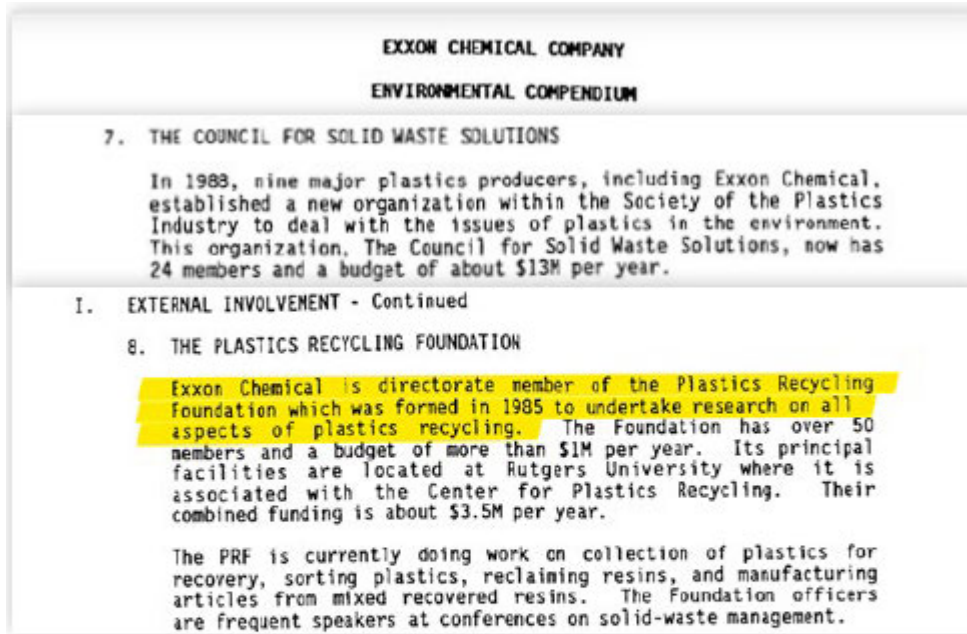 EXXON CHEMICAL COMPANY
ENVIRONMENTAL COMPENDIUM
7. THE COUNCIL FOR SOLID WASTE SOLUTIONS
In 1988, nine major plastics producers, including Exxon Chemical,
established a new organization within the Society of the Plastics
Industry to deal with the issues of plastics in the environment.
This organization, The Council for Solid Waste Solutions, now has
24 members and a budget of about $13M per year.
I. EXTERNAL INVOLVEMENT - Continued
8. THE PLASTICS RECYCLING FOUNDATION
Exxon Chemical is directorate member of the Plastics Recycling
Foundation which was formed in 1985 to undertake research on all
aspects of plastics recycling. The Foundation has over 50
members and a budget of more than $1M per year. Its principal
facilities are located at Rutgers University where it is
associated with the Center for Plastics Recycling. Their
combined funding is about $3.5M per year.
The PRF is currently doing work on collection of plastics for
recovery, sorting plastics, reclaiming resins, and manufacturing
articles from mixed recovered resins. The Foundation officers
are frequent speakers at conferences on solid-waste management.